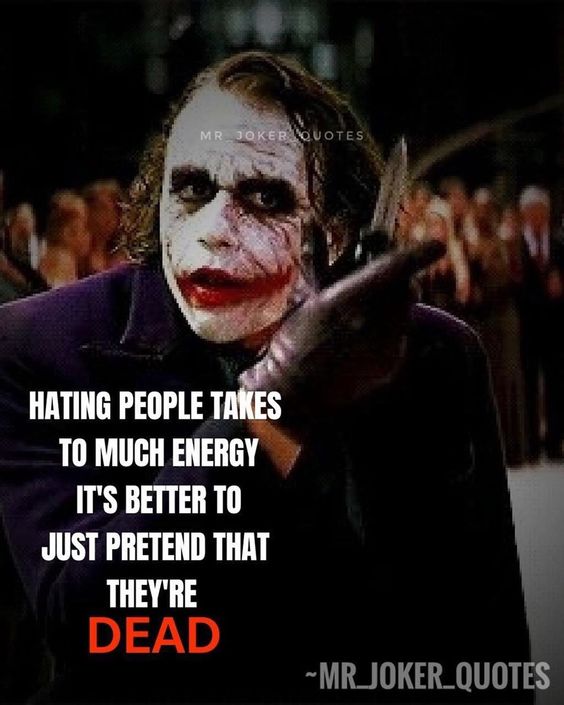 MR_JOKER_QUOTES
HATING PEOPLE TAKES
TO MUCH ENERGY
IT'S BETTER TO
JUST PRETEND THAT
THEY'RE
DEAD
~MR_JOKER_QUOTES